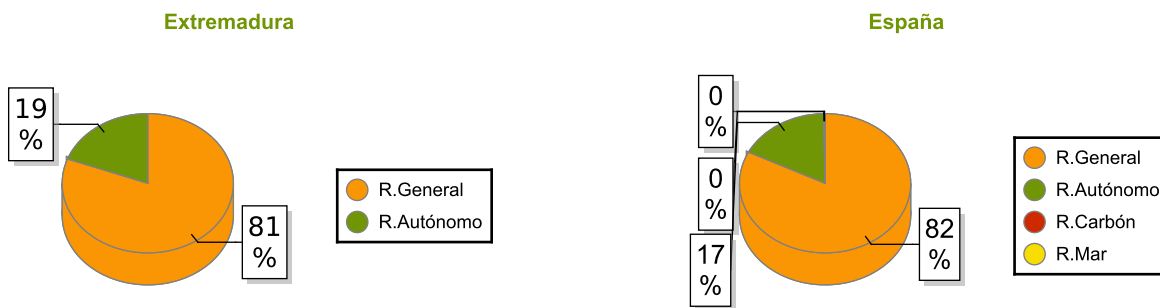 Extremadura
19
%
81
%
R.General
R.Autónomo
España
0
%
0
%
17
%
82
%
R.General
R.Autónomo
R.Carbón
R.Mar